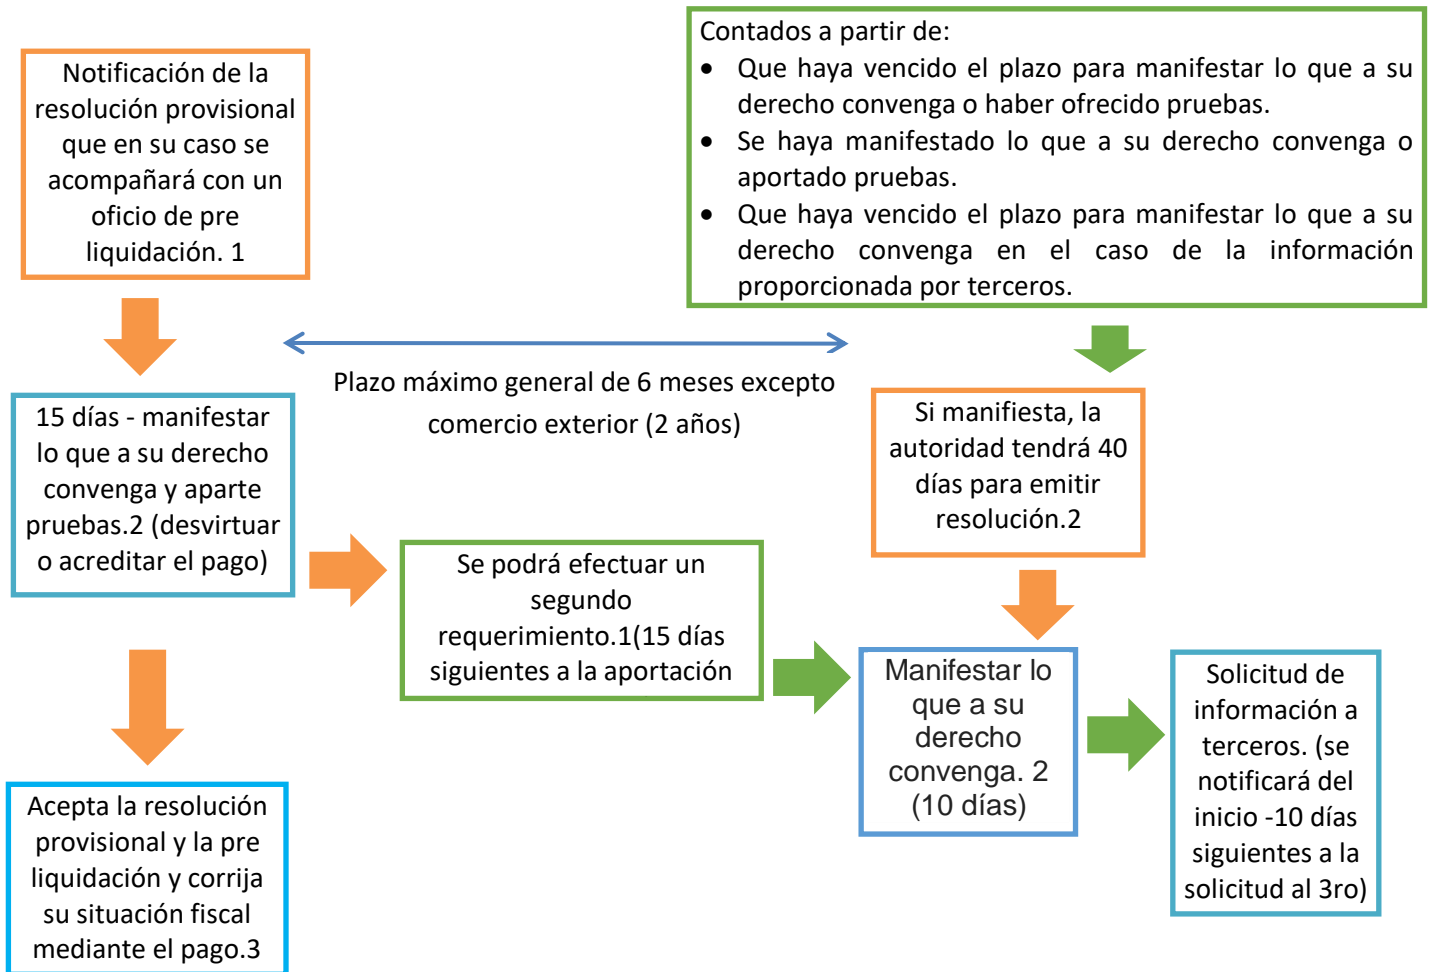 Notificación de la
resolución provisional
que en su caso se
acompañará con un
oficio de pre
liquidación. 1
Contados a partir de:
• Que haya vencido el plazo para manifestar lo que a su
derecho convenga o haber ofrecido pruebas.
• Se haya manifestado lo que a su derecho convenga o
aportado pruebas.
• Que haya vencido el plazo para manifestar lo que a su
derecho convenga en el caso de la información
proporcionada por terceros.
Plazo máximo general de 6 meses excepto
comercio exterior (2 años)
15 días - manifestar
lo que a su derecho
convenga y aparte
pruebas.2 (desvirtuar
o acreditar el pago)
Si manifiesta, la
autoridad tendrá 40
días para emitir
resolución.2
Se podrá efectuar un
segundo
requerimiento.1(15 días
siguientes a la aportación
Manifestar lo
que a su
derecho
convenga. 2
(10 días)
Solicitud de
información a
terceros. (se
notificará del
inicio -10 días
siguientes a la
solicitud al 3ro)
Acepta la resolución
provisional y la pre
liquidación y corrija
su situación fiscal
mediante el pago.3